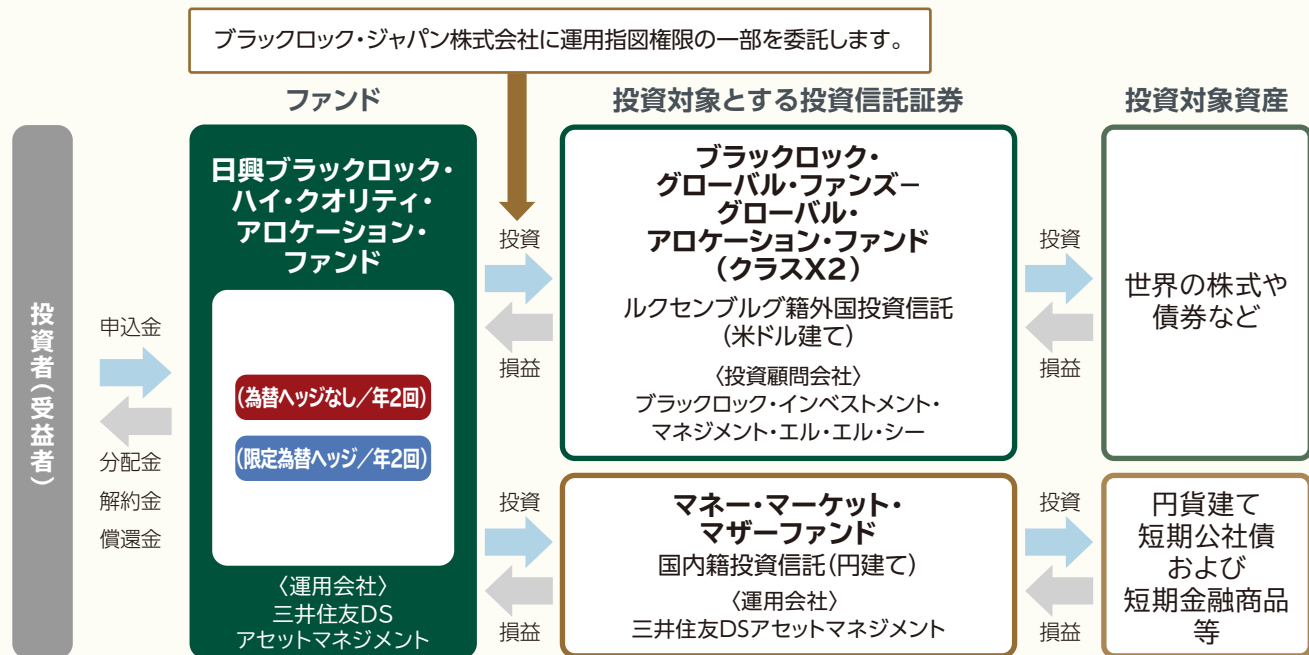 ブラックロック・ジャパン株式会社に運用指図権限の一部を委託します。
ファンド
投資対象とする投資信託証券
投資対象資産
投資者(受益者)
申込金
分配金
解約金
償還金
日興ブラックロック・
ハイ・クオリティ・
アロケーション・
ファンド
(為替ヘッジなし/年2回)
(限定為替ヘッジ/年2回)
〈運用会社〉
三井住友DS
アセットマネジメント
投資
損益
ブラックロック・
グローバル・ファンズ−
グローバル・
アロケーション・ファンド
(クラスX2)
ルクセンブルグ籍外国投資信託
(米ドル建て)
〈投資顧問会社〉
ブラックロック・インベストメント・
マネジメント・エル・エル・シー
投資
損益
世界の株式や
債券など
投資
損益
マネー・マーケット・
マザーファンド
国内籍投資信託(円建て)
〈運用会社〉
三井住友DSアセットマネジメント
投資
損益
円貨建て
短期公社債
および
短期金融商品
等